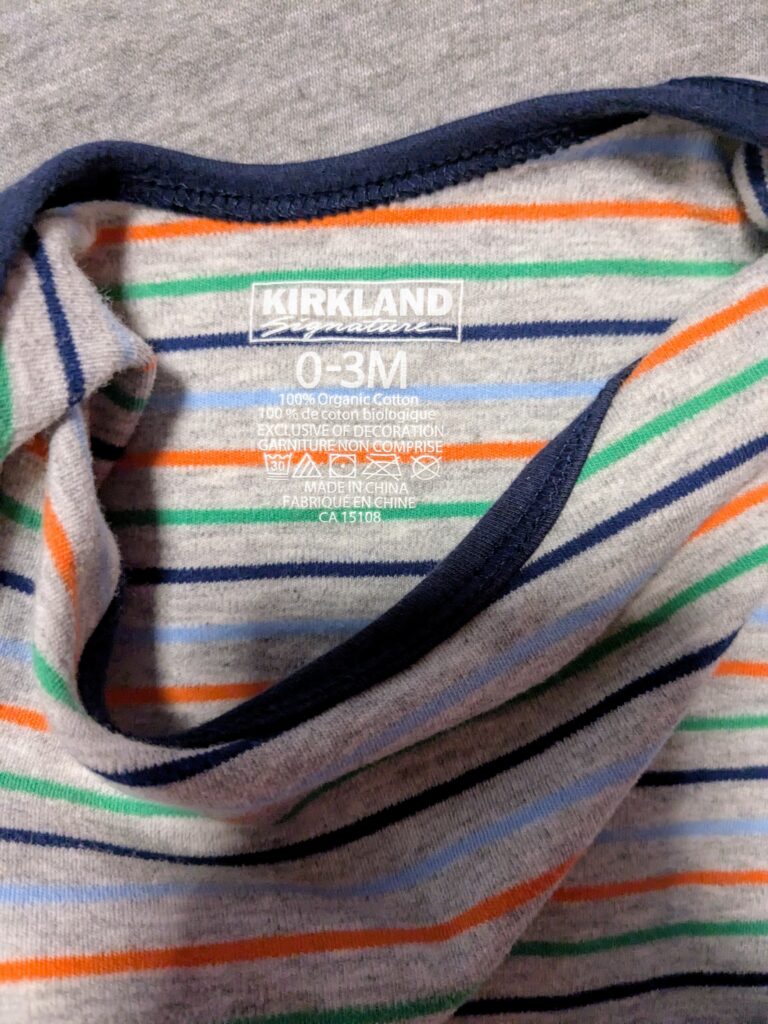 KIRKLAND
Signature
0-3M
100% Organic Cotton
100 % de coton biologique
EXCLUSIVE OF DECORATION
GARNITURE NON COMPRISE
30
MADE IN CHINA
FABRIQUÉ EN CHINE
CA 15108